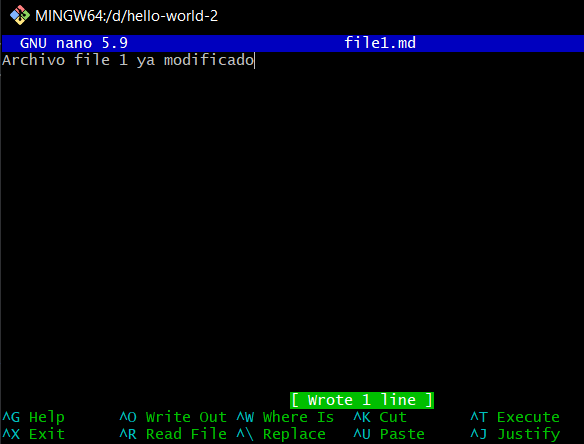 MINGW64:/d/hello-world-2
GNU nano 5.9 file1.md
Archivo file 1 ya modificado
[ Wrote 1 line ]
^G Help ^O Write Out ^W Where Is ^K Cut ^T Execute
^X Exit ^R Read File ^\ Replace ^U Paste ^J Justify